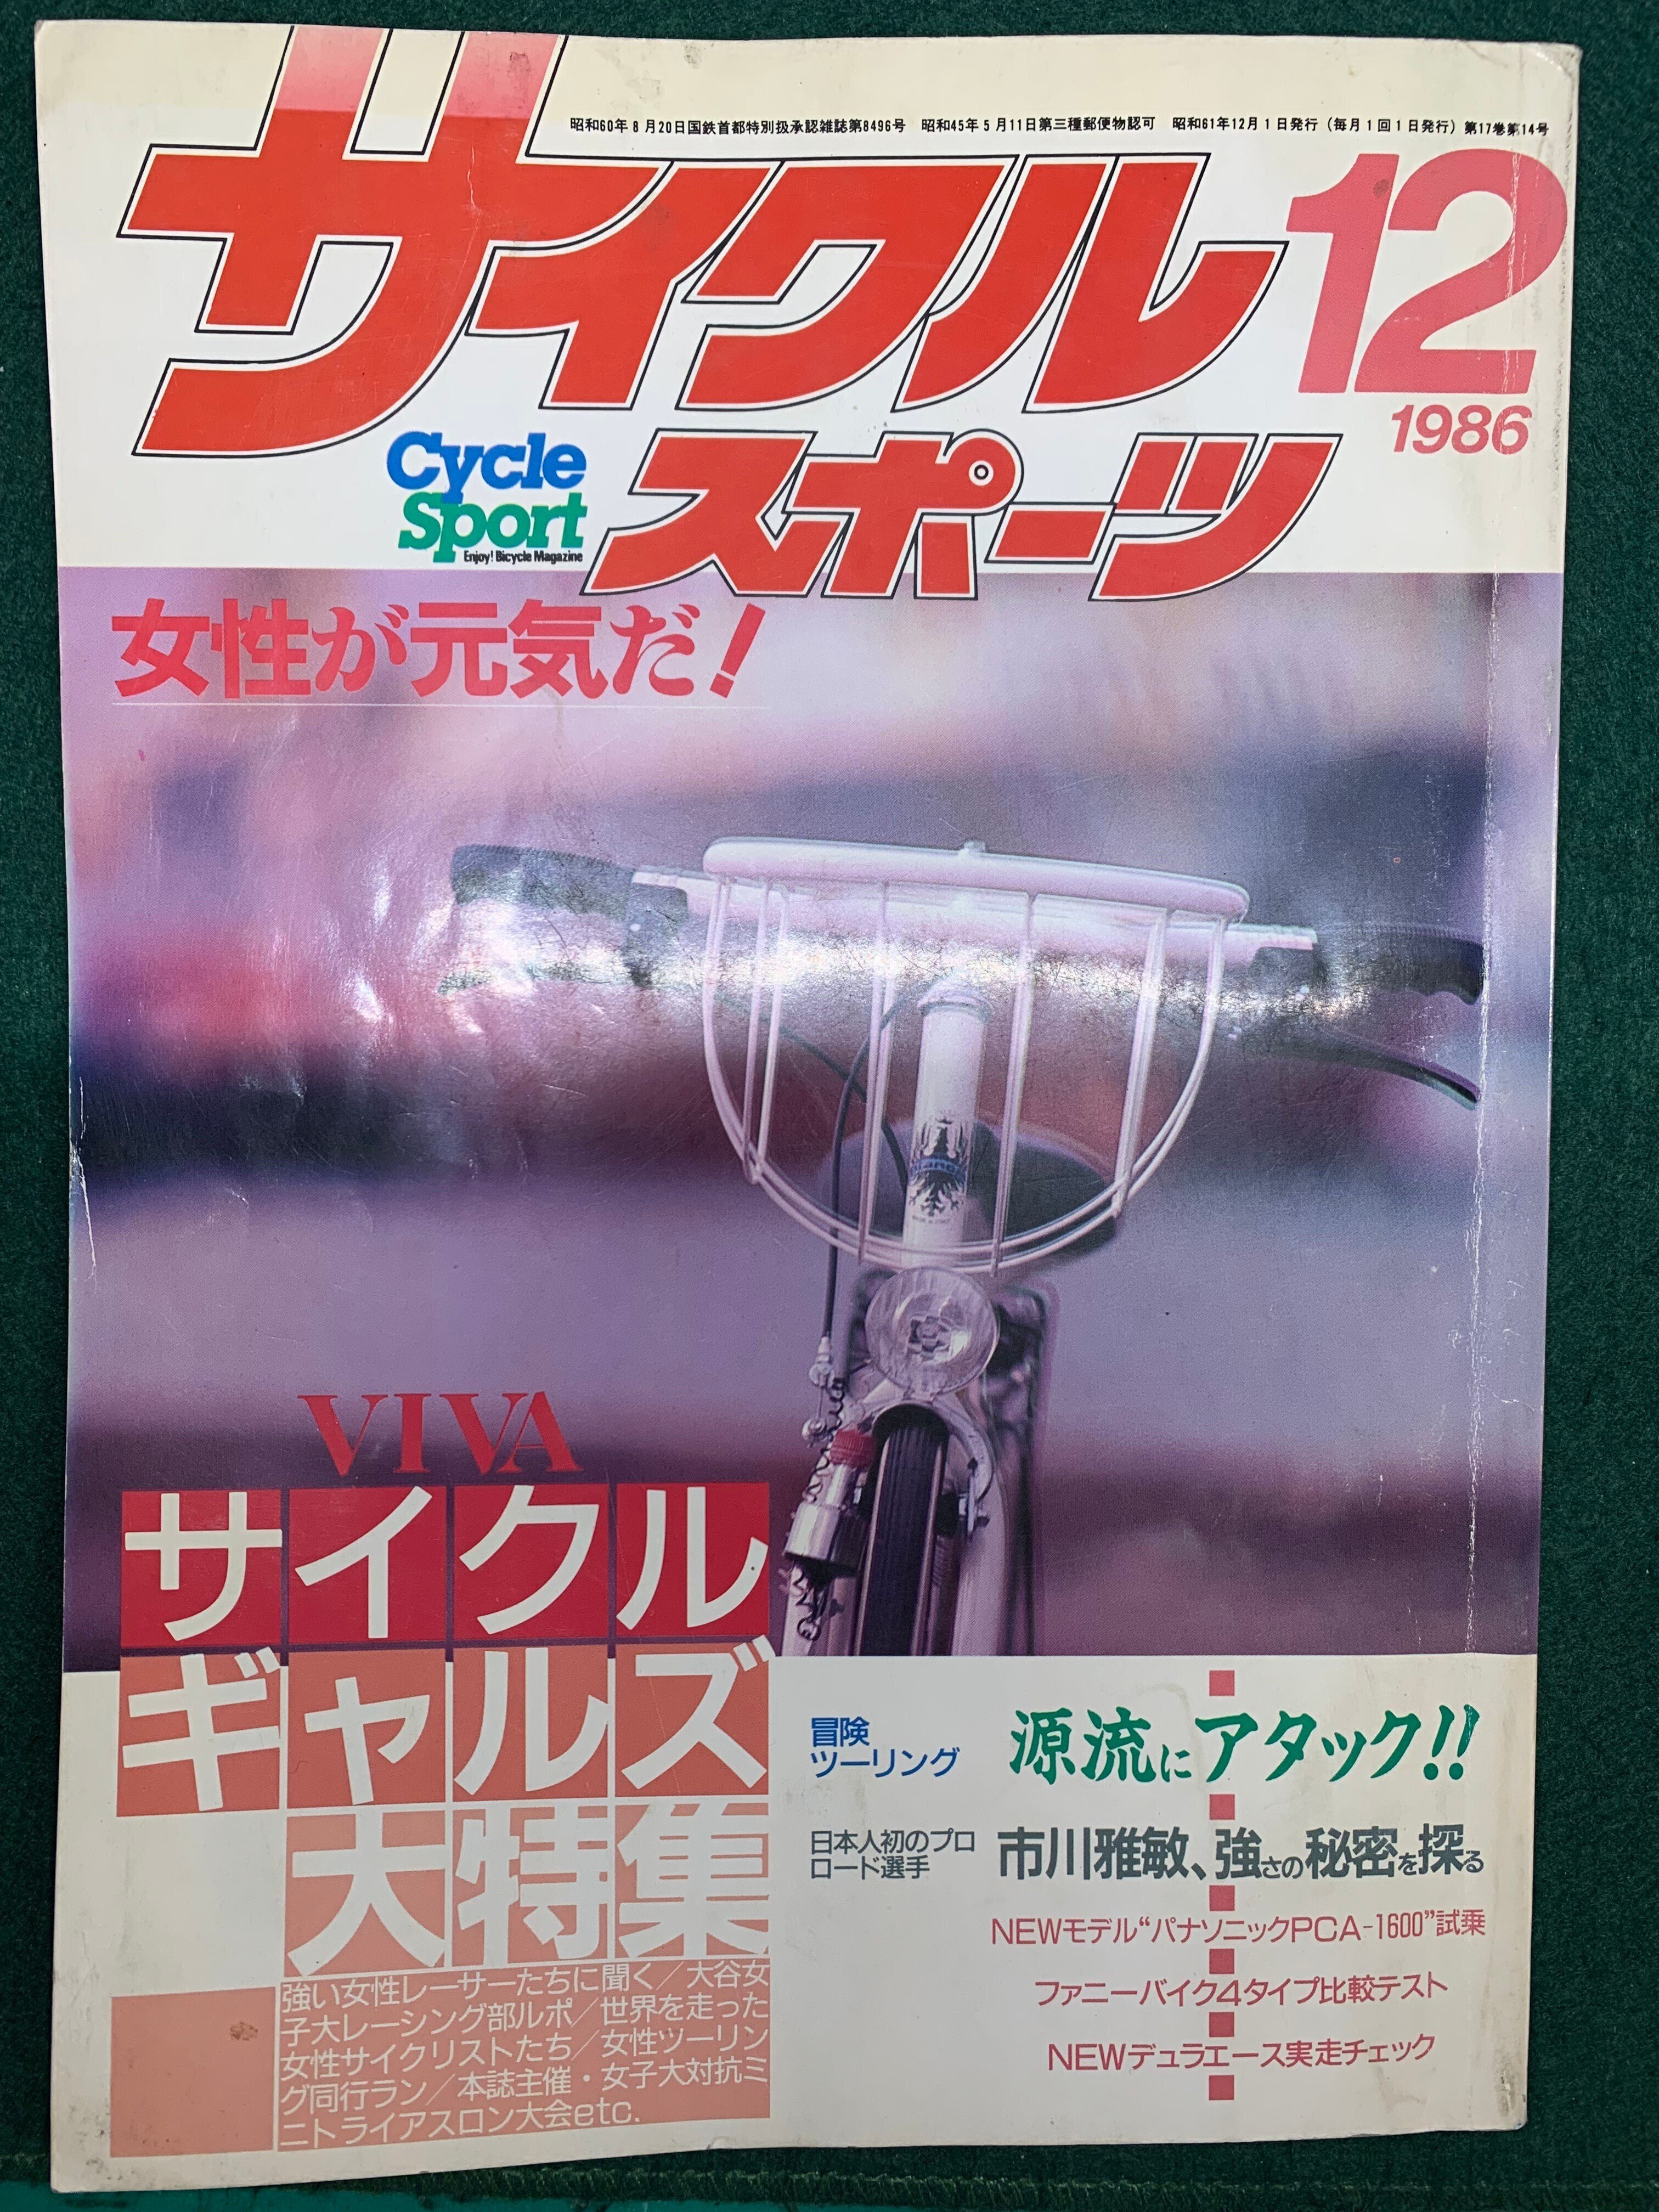 昭和60年8月20日国鉄首都特別扱承認雑誌第8496号　昭和45年5月11日第三種郵便物認可　昭和61年12月1日発行（毎月1回1日発行）第17巻第14号
サイクル
12
1986
Cycle
Sport
Enjoy! Bicycle Magazine
スポーツ
女性が元気だ！
VIVA
サイクル
ギャルズ
大特集
強い女性レーサーたちに聞く／大谷女
子大レーシング部ルポ／世界を走った
女性サイクリストたち／女性ツーリン
グ同行ラン／本誌主催・女子大対抗ミ
ニトライアスロン大会etc.
冒険
ツーリング
源流にアタック!!
日本人初のプロ
ロード選手
市川雅敏、強さの秘密を探る
NEWモデル“パナソニックPCA-1600”試乗
ファニーバイク4タイプ比較テスト
NEWデュラエース実走チェック